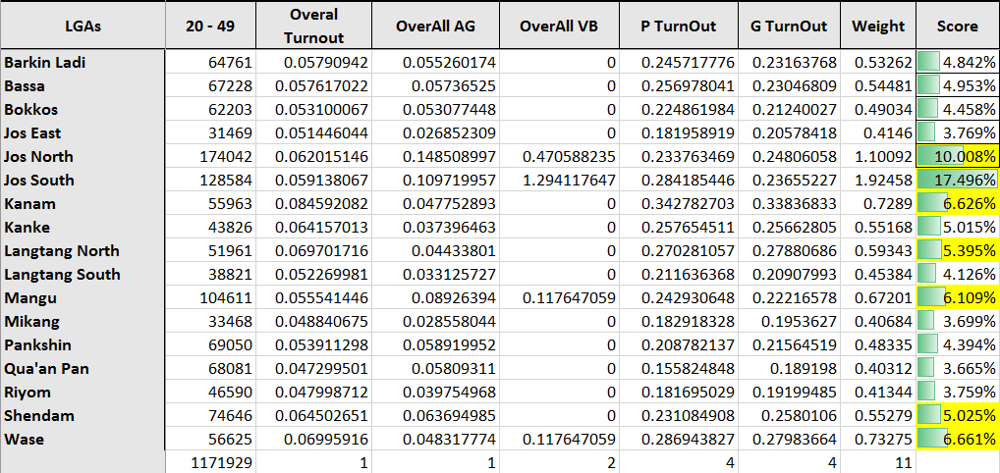 LGAs 20 - 49 Overal Turnout OverAll AG OverAll VB P TurnOut G TurnOut Weight Score
Barkin Ladi 64761 0.05790942 0.055260174 0 0.245717776 0.23163768 0.53262 4.842%
Bassa 67228 0.057617022 0.05736525 0 0.256978041 0.23046809 0.54481 4.953%
Bokkos 62203 0.053100067 0.053077448 0 0.224861984 0.21240027 0.49034 4.458%
Jos East 31469 0.051446044 0.026852309 0 0.181958919 0.20578418 0.4146 3.769%
Jos North 174042 0.062015146 0.148508997 0.470588235 0.233763469 0.24806058 1.10092 10.008%
Jos South 128584 0.059138067 0.109719957 1.294117647 0.284185446 0.23655227 1.92458 17.496%
Kanam 55963 0.084592082 0.047752893 0 0.342782703 0.33836833 0.7289 6.626%
Kanke 43826 0.064157013 0.037396463 0 0.257654511 0.25662805 0.55168 5.015%
Langtang North 51961 0.069701716 0.04433801 0 0.270281057 0.27880686 0.59343 5.395%
Langtang South 38821 0.052269981 0.033125727 0 0.211636368 0.20907993 0.45384 4.126%
Mangu 104611 0.055541446 0.08926394 0.117647059 0.242930648 0.22216578 0.67201 6.109%
Mikang 33468 0.048840675 0.028558044 0 0.182918328 0.1953627 0.40684 3.699%
Pankshin 69050 0.053911298 0.058919952 0 0.208782137 0.21564519 0.48335 4.394%
Qua'an Pan 68081 0.047299501 0.05809311 0 0.155824848 0.189198 0.40312 3.665%
Riyom 46590 0.047998712 0.039754968 0 0.181695029 0.19199485 0.41344 3.759%
Shendam 74646 0.064502651 0.063694985 0 0.231084908 0.2580106 0.55279 5.025%
Wase 56625 0.06995916 0.048317774 0.117647059 0.286943827 0.27983664 0.73275 6.661%
1171929 1 1 2 4 4 11